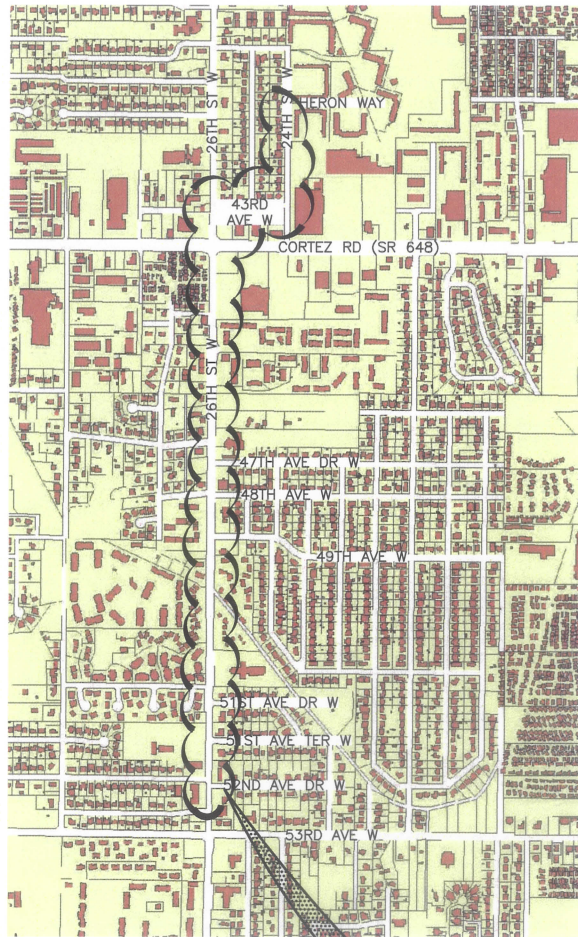 26TH ST W
24TH ST W
HERON WAY
43RD
AVE W
CORTEZ RD (SR 648)
26TH ST W
47TH AVE DR W
48TH AVE W
49TH AVE W
51ST AVE DR W
51ST AVE TER W
52ND AVE DR W
53RD AVE W